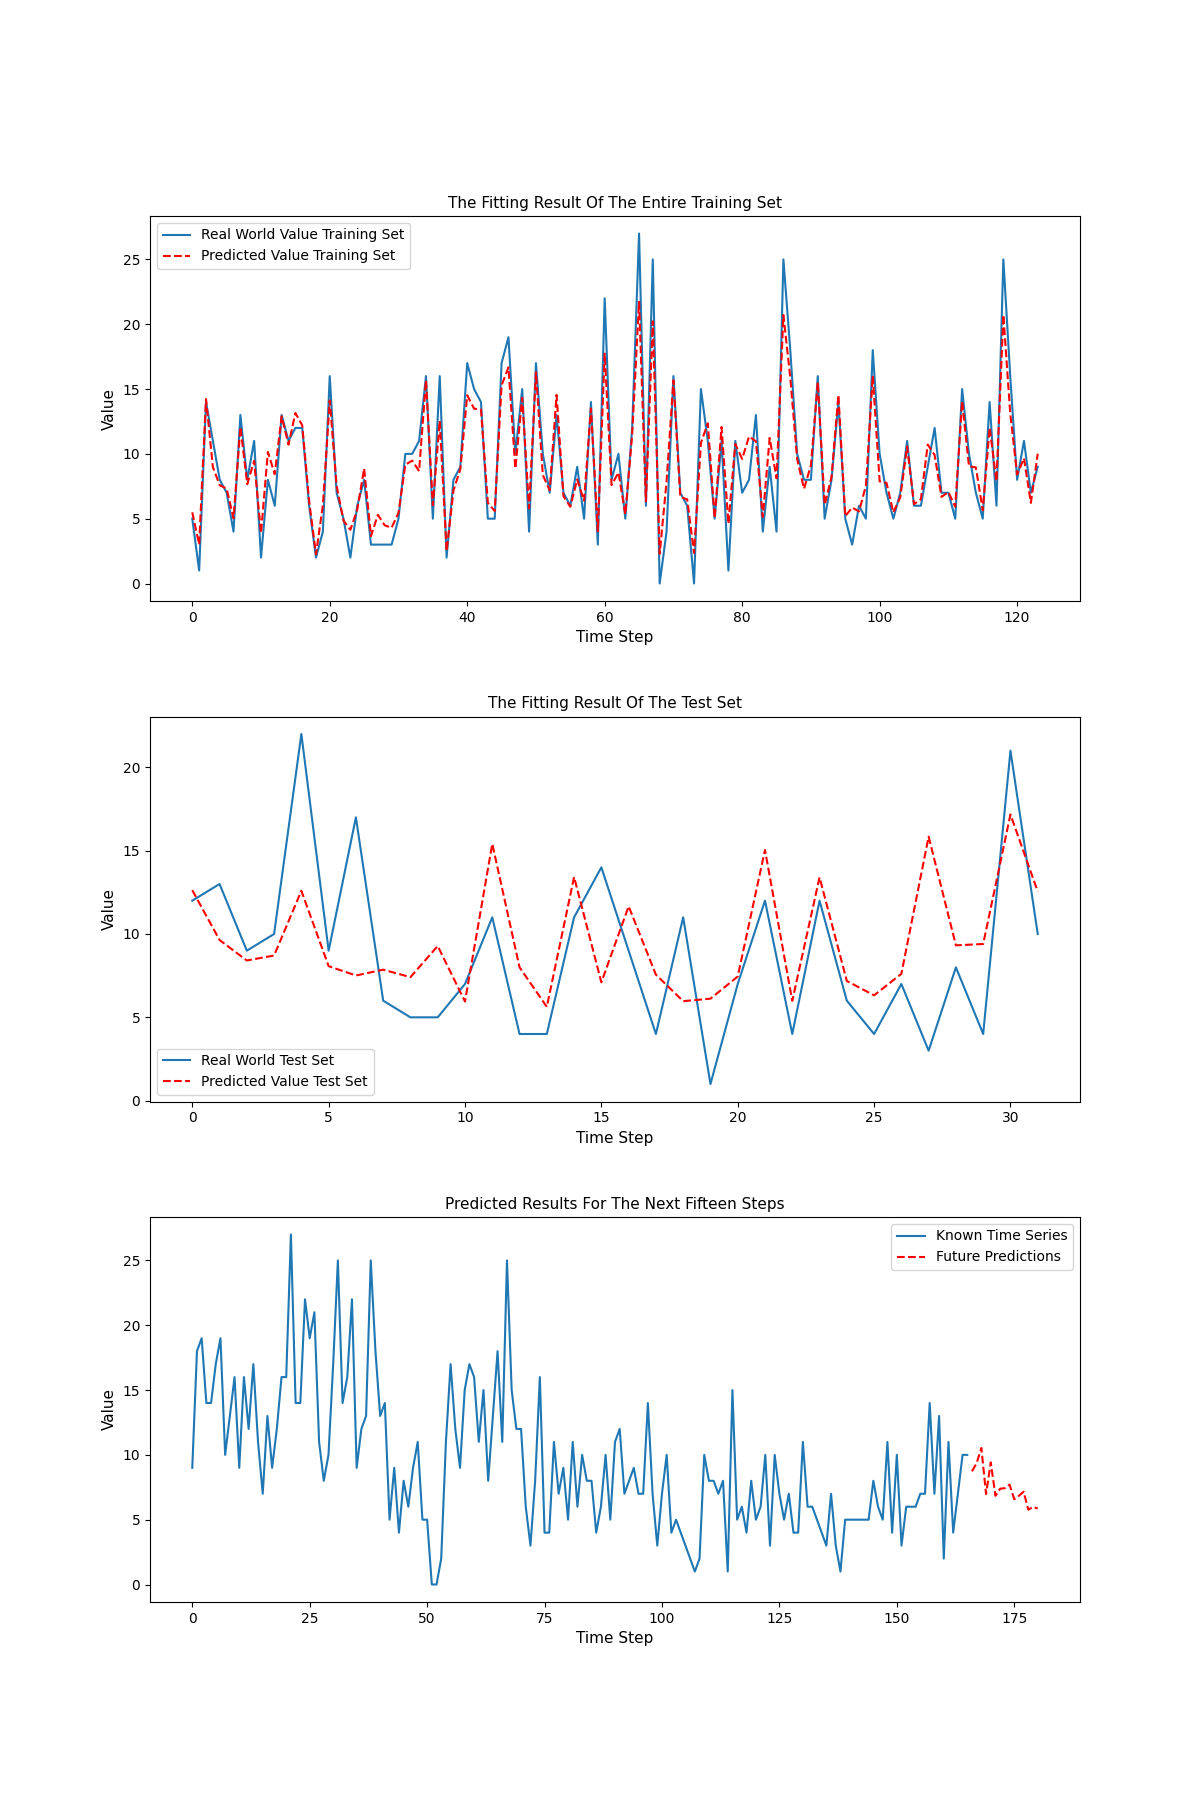 The Fitting Result Of The Entire Training Set
Real World Value Training Set
Predicted Value Training Set
Value
25
20
15
10
5
0
0 20 40 60 80 100 120
Time Step
The Fitting Result Of The Test Set
Value
20
15
10
5
0
Real World Test Set
Predicted Value Test Set
0 5 10 15 20 25 30
Time Step
Predicted Results For The Next Fifteen Steps
Known Time Series
Future Predictions
Value
25
20
15
10
5
0
0 25 50 75 100 125 150 175
Time Step